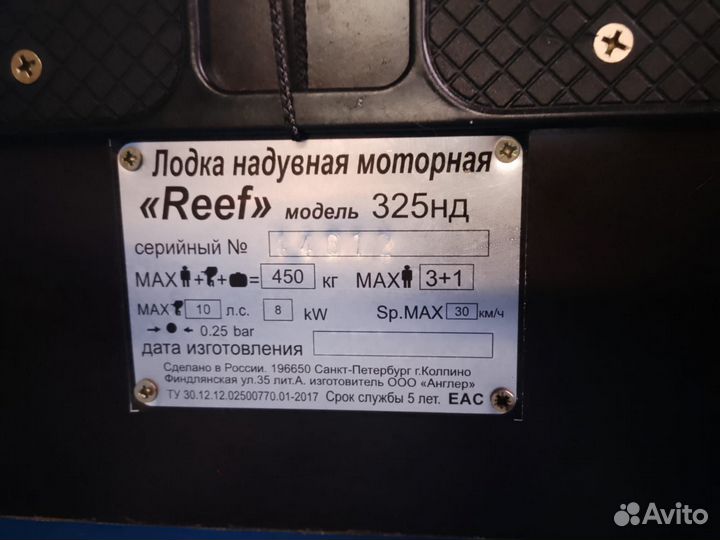 Лодка надувная моторная
«Reef» модель 325нд
серийный №
MAX + + = 450 кг MAX 3+1
MAX 10 л.с. 8 kW Sp.MAX 30 км/ч
0.25 bar
дата изготовления
Сделано в России. 196650 Санкт-Петербург г.Колпино
Финдлянская ул.35 лит.А. изготовитель ООО «Англер»
ТУ 30.12.12.02500770.01-2017 Срок службы 5 лет. EAC
Avito